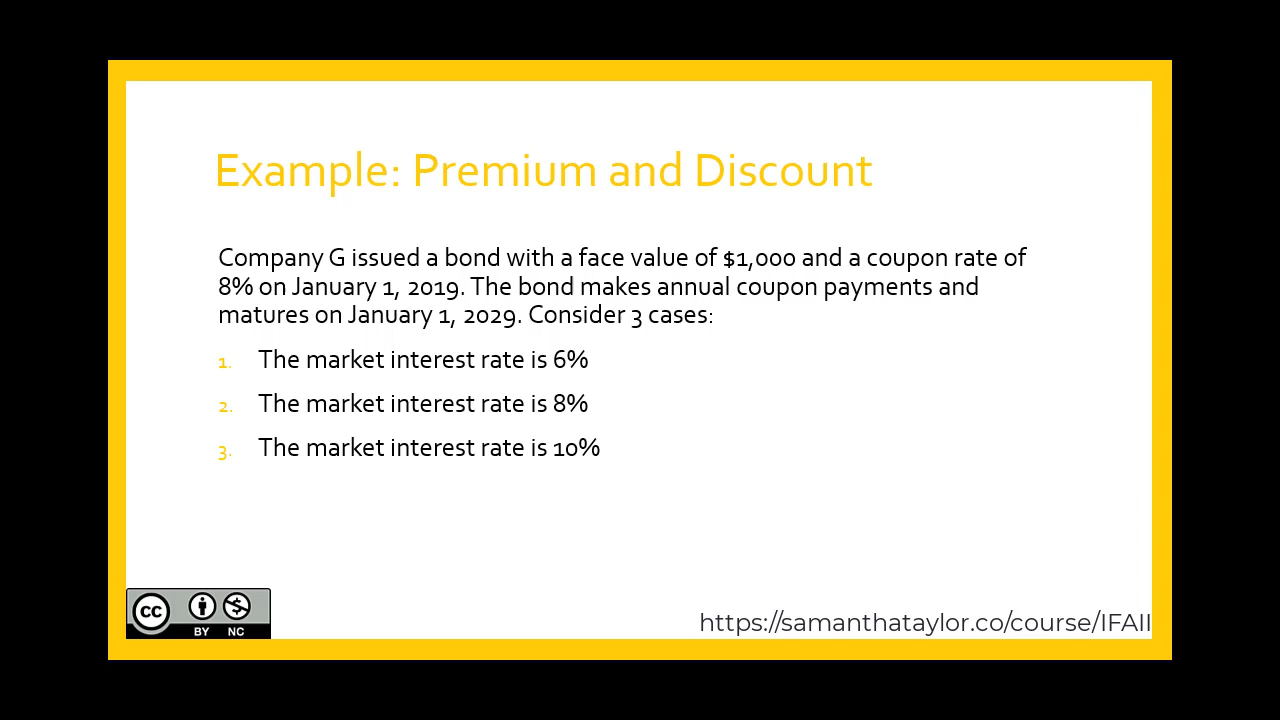 Example: Premium and Discount
Company G issued a bond with a face value of $1,000 and a coupon rate of
8% on January 1, 2019. The bond makes annual coupon payments and
matures on January 1, 2029. Consider 3 cases:
1. The market interest rate is 6%
2. The market interest rate is 8%
3. The market interest rate is 10%
cc BY NC
https://samanthataylor.co/course/IFAII